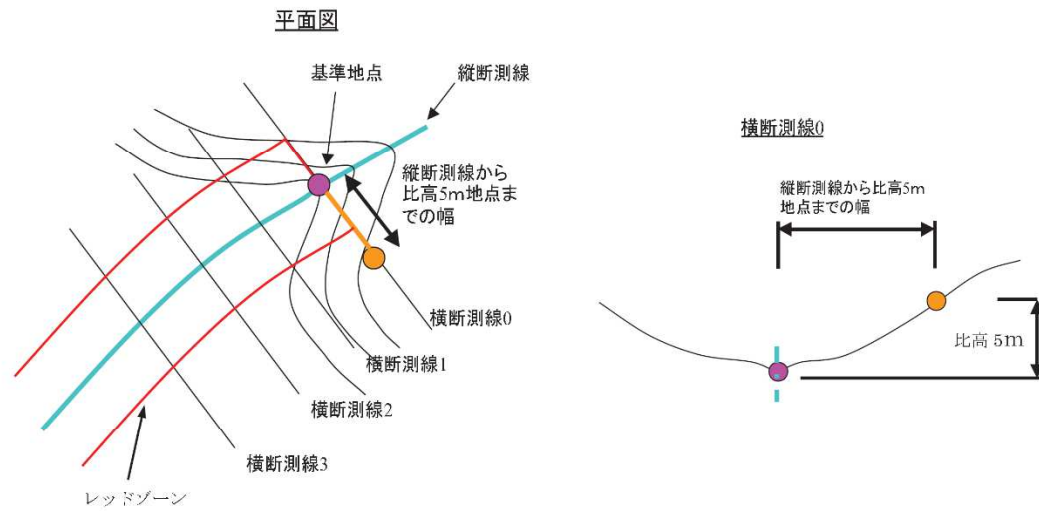 平面図
基準地点
縦断測線
縦断測線から
比高5m地点ま
での幅
横断測線0
横断測線1
横断測線2
横断測線3
レッドゾーン
横断測線0
縦断測線から比高5m
地点までの幅
比高 5m